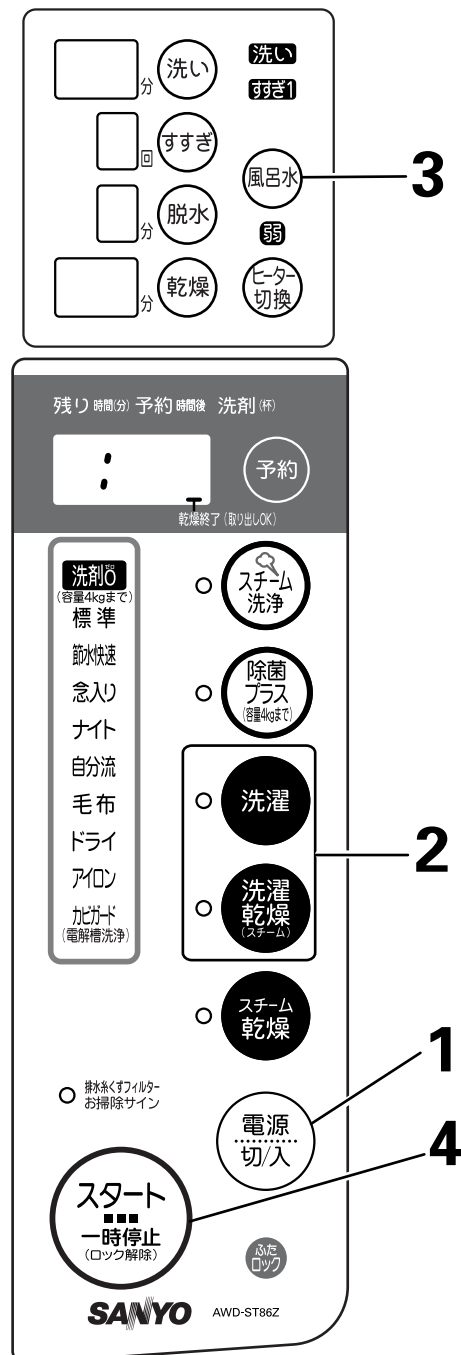 洗い
分
洗い
すすぎ1
すすぎ
回
風呂水
3
脱水
分
弱
乾燥
分
ヒーター
切換
残り時間(分) 予約時間後 洗剤(杯)
:
予約
乾燥終了(取り出しOK)
洗剤0
ゼロ
(容量4kgまで)
標準
節水快速
念入り
ナイト
自分流
毛布
ドライ
アイロン
カビガード
(電解槽洗浄)
スチーム
洗浄
除菌
プラス
(容量4kgまで)
洗濯
2
洗濯
乾燥
(スチーム)
スチーム
乾燥
1
排水糸くずフィルター
お掃除サイン
電源
切/入
4
スタート
一時停止
(ロック解除)
ふた
ロック
SANYO AWD-ST86Z